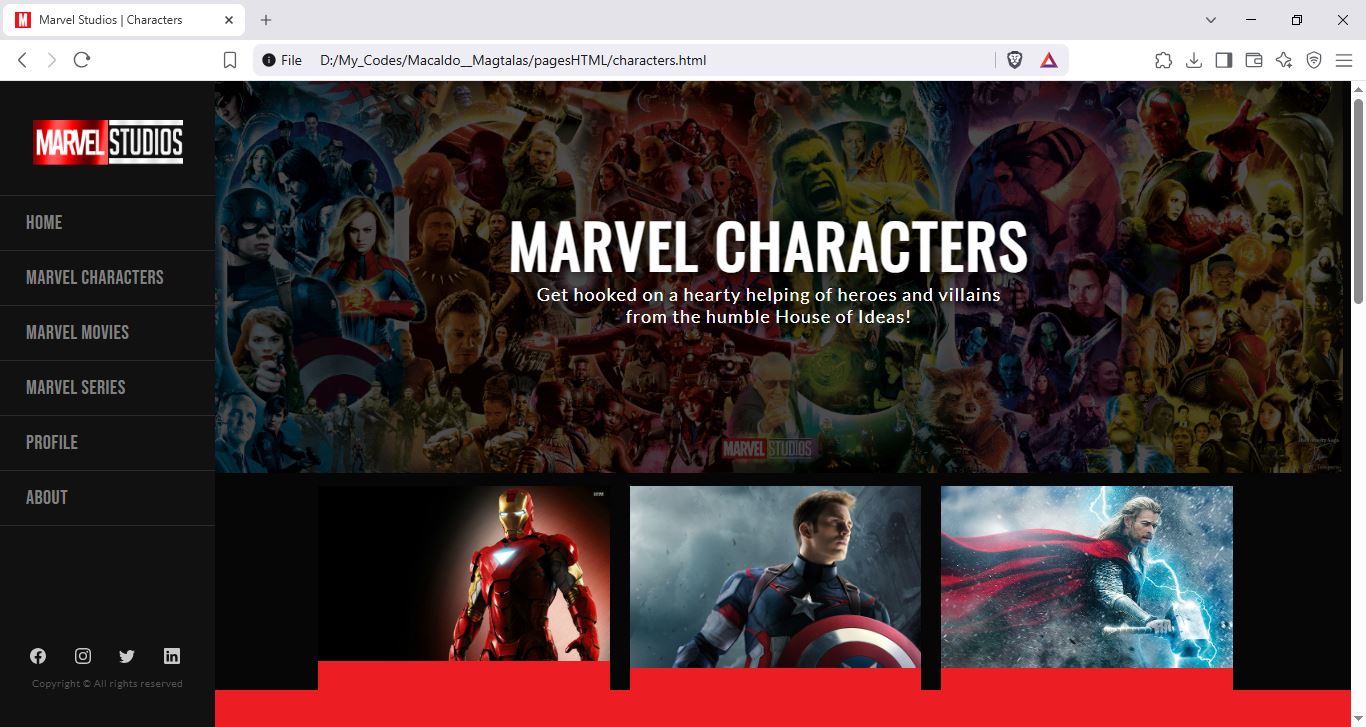 Marvel Studios | Characters
File
D:/My_Codes/Macaldo__Magtalas/pagesHTML/characters.html
MARVEL STUDIOS
HOME
MARVEL CHARACTERS
MARVEL MOVIES
MARVEL SERIES
PROFILE
ABOUT
Copyright © All rights reserved
MARVEL CHARACTERS
Get hooked on a hearty helping of heroes and villains
from the humble House of Ideas!
MARVEL STUDIOS